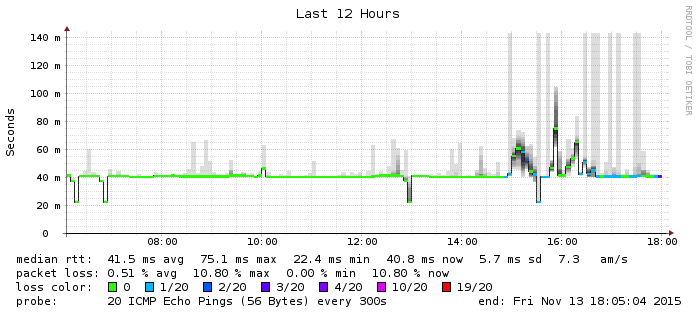 Last 12 Hours
RRDTOOL / TOBI OETIKER
Seconds
140 m
120 m
100 m
80 m
60 m
40 m
20 m
0
08:00 10:00 12:00 14:00 16:00 18:00
median rtt: 41.5 ms avg 75.1 ms max 22.4 ms min 40.8 ms now 5.7 ms sd 7.3 am/s
packet loss: 0.51 % avg 10.80 % max 0.00 % min 10.80 % now
loss color: 0 1/20 2/20 3/20 4/20 10/20 19/20
probe: 20 ICMP Echo Pings (56 Bytes) every 300s end: Fri Nov 13 18:05:04 2015